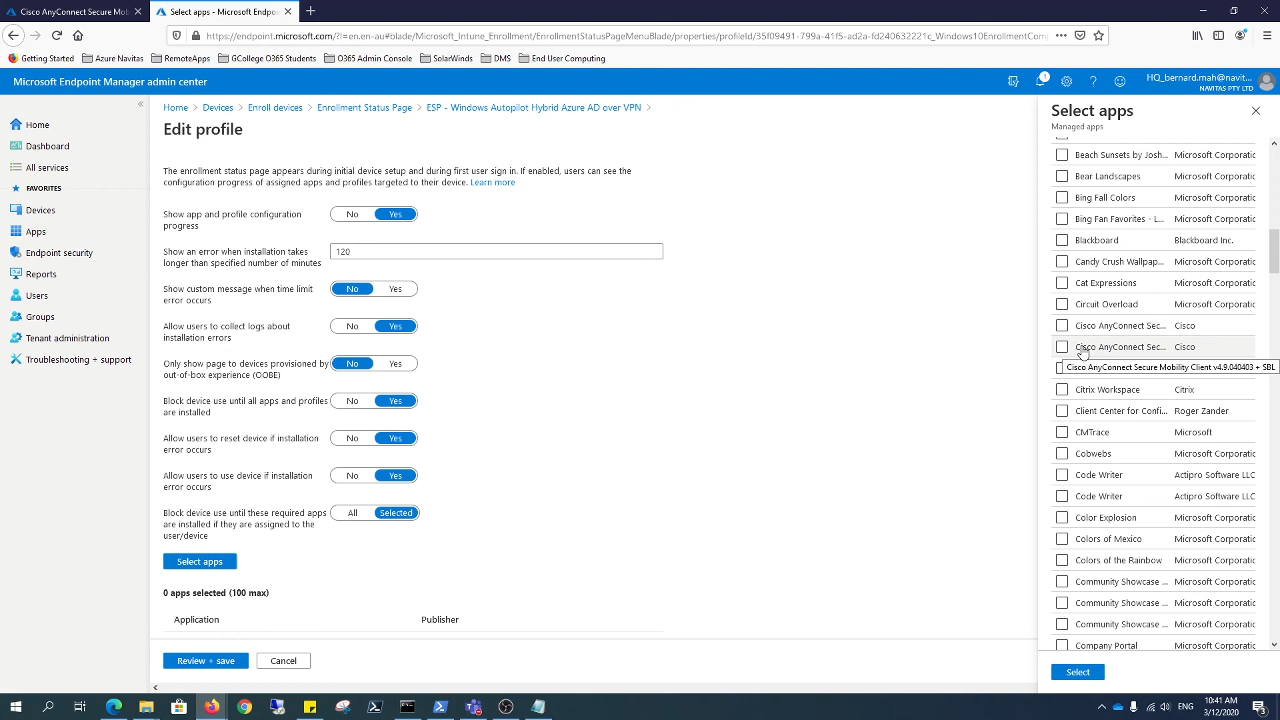 Cisco AnyConnect Secure Mob
Select apps - Microsoft Endpoin
https://endpoint.microsoft.com/?l=en.en-au#blade/Microsoft_Intune_Enrollment/EnrollmentStatusPageMenuBlade/properties/profileId/35f09491-799a-41f5-ad2a-fd240632221c_Windows10EnrollmentComp
Getting Started
Azure Navitas
RemoteApps
GCollege O365 Students
O365 Admin Console
SolarWinds
DMS
End User Computing
Microsoft Endpoint Manager admin center
1
HQ_bernard.mah@navit...
NAVITAS PTY LTD
Home
Dashboard
All services
FAVORITES
Devices
Apps
Endpoint security
Reports
Users
Groups
Tenant administration
Troubleshooting + support
Home > Devices > Enroll devices > Enrollment Status Page > ESP - Windows Autopilot Hybrid Azure AD over VPN >
Edit profile
The enrollment status page appears during initial device setup and during first user sign in. If enabled, users can see the
configuration progress of assigned apps and profiles targeted to their device. Learn more
Show app and profile configuration
progress
No Yes
Show an error when installation takes
longer than specified number of minutes
120
Show custom message when time limit
error occurs
No Yes
Allow users to collect logs about
installation errors
No Yes
Only show page to devices provisioned by
out-of-box experience (OOBE)
No Yes
Block device use until all apps and profiles
are installed
No Yes
Allow users to reset device if installation
error occurs
No Yes
Allow users to use device if installation
error occurs
No Yes
Block device use until these required apps
are installed if they are assigned to the
user/device
All Selected
Select apps
0 apps selected (100 max)
Application Publisher
Review + save
Cancel
Select apps
Managed apps
Beach Sunsets by Josh... Microsoft Corporatic
Bear Landscapes Microsoft Corporatic
Bing Fall Colors Microsoft Corporatic
Bing Fan Favorites - L... Microsoft Corporatic
Blackboard Blackboard Inc.
Candy Crush Wallpap... Microsoft Corporatic
Cat Expressions Microsoft Corporatic
Circuit Overload Microsoft Corporatic
Cisco AnyConnect Sec... Cisco
Cisco AnyConnect Sec... Cisco
Cisco AnyConnect Secure Mobility Client v4.9.040403 + SBL
Citrix Workspace Citrix
Client Center for Confi... Roger Zander
CMTrace Microsoft
Cobwebs Microsoft Corporatic
Code Writer Actipro Software LLC
Code Writer Actipro Software LLC
Color Explosion Microsoft Corporatic
Colors of Mexico Microsoft Corporatic
Colors of the Rainbow Microsoft Corporatic
Community Showcase ... Microsoft Corporatic
Community Showcase ... Microsoft Corporatic
Community Showcase ... Microsoft Corporatic
Company Portal Microsoft Corporatic
Select
ENG
10:41 AM
3/12/2020
3